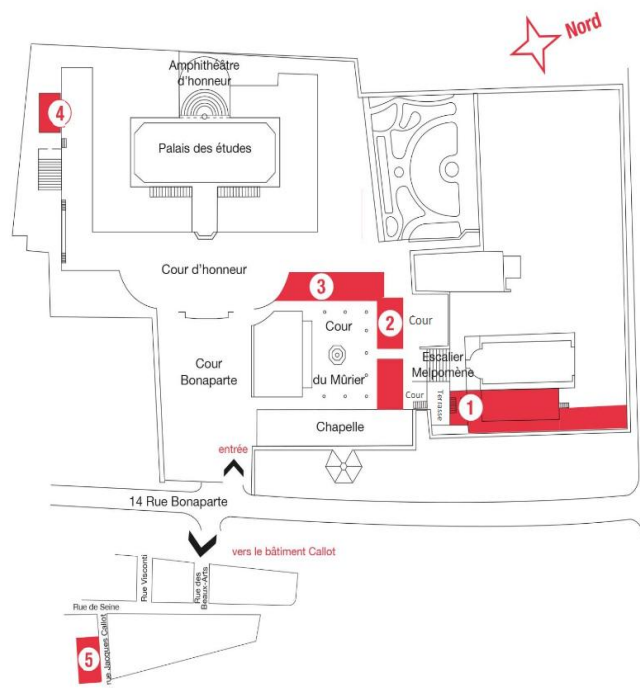 Nord
Amphithéâtre
d'honneur
4
Palais des études
Cour d'honneur
3
2
Cour
Cour
Escalier
Melpomène
Cour
Bonaparte
du Mûrier
Cour
Terrasse
1
Chapelle
entrée
14 Rue Bonaparte
vers le bâtiment Callot
Rue Visconti
Rue des
Beaux-Arts
Rue de Seine
rue Jacques Callot
5